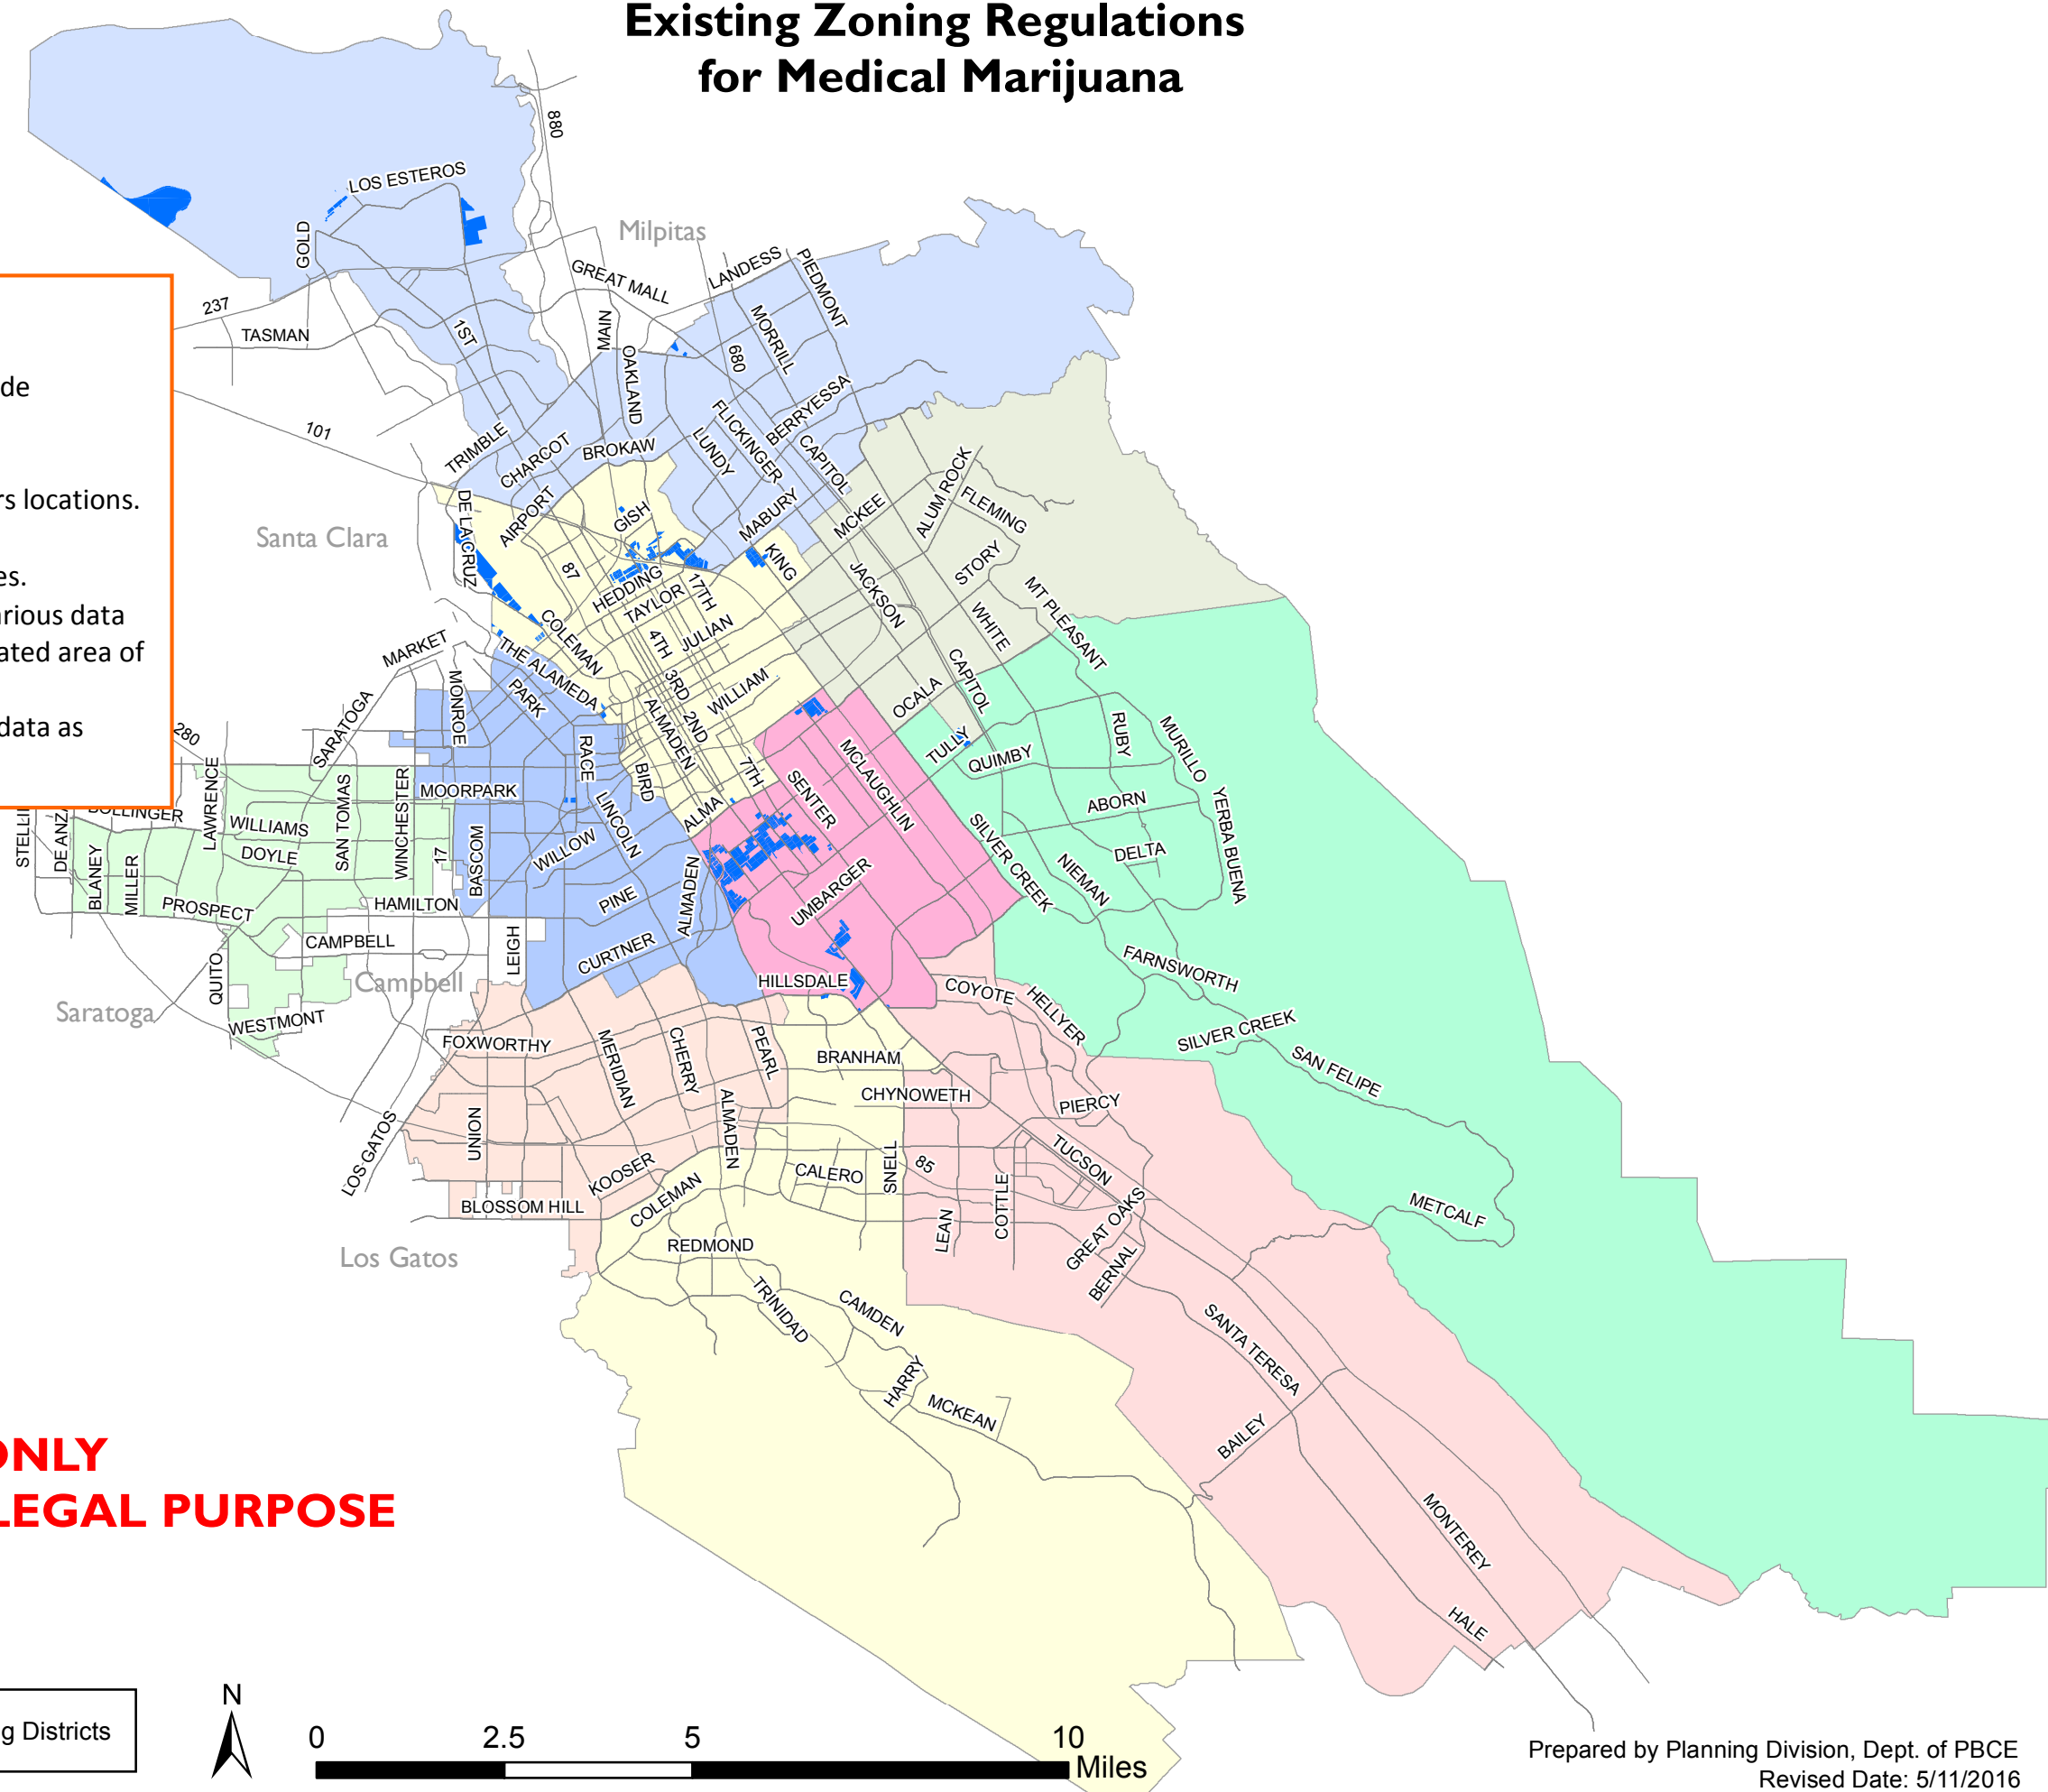 Existing Zoning Regulations
for Medical Marijuana
880
LOS ESTEROS
Milpitas
GOLD
GREAT MALL
LANDESS
PIEDMONT
237
TASMAN
1ST
MAIN
OAKLAND
680
MORRILL
de
101
TRIMBLE
CHARCOT
BROKAW
LUNDY
FLICKINGER
BERRYESSA
CAPITOL
rs locations.
es.
arious data
ated area of
data as
Santa Clara
DE LA CRUZ
AIRPORT
GISH
MABURY
MCKEE
ALUM ROCK
FLEMING
87
HEDDING
TAYLOR
17TH
KING
JACKSON
STORY
WHITE
MT PLEASANT
MARKET
COLEMAN
THE ALAMEDA
4TH
JULIAN
3RD
WILLIAM
2ND
ALMADEN
OCALA
CAPITOL
SARATOGA
MONROE
PARK
280
RACE
BIRD
7TH
SENTER
MCLAUGHLIN
TULLY
QUIMBY
RUBY
MURILLO
LAWRENCE
SAN TOMAS
WINCHESTER
MOORPARK
LINCOLN
ALMA
ABORN
YERBA BUENA
STELLI
DE ANZA
BOLLINGER
WILLIAMS
DOYLE
17
BASCOM
WILLOW
SILVER CREEK
DELTA
NIEMAN
BLANEY
MILLER
PROSPECT
HAMILTON
PINE
ALMADEN
UMBARGER
CAMPBELL
LEIGH
CURTNER
QUITO
Campbell
HILLSDALE
COYOTE
HELLYER
FARNSWORTH
Saratoga
WESTMONT
FOXWORTHY
MERIDIAN
CHERRY
PEARL
BRANHAM
SILVER CREEK
SAN FELIPE
CHYNOWETH
PIERCY
LOS GATOS
UNION
ALMADEN
KOOSER
COLEMAN
CALERO
SNELL
85
TUCSON
BLOSSOM HILL
LEAN
COTTLE
GREAT OAKS
BERNAL
METCALF
Los Gatos
REDMOND
TRINIDAD
CAMDEN
HARRY
MCKEAN
SANTA TERESA
BAILEY
MONTEREY
HALE
ONLY
LEGAL PURPOSE
g Districts
N
0 2.5 5 10
Miles
Prepared by Planning Division, Dept. of PBCE
Revised Date: 5/11/2016